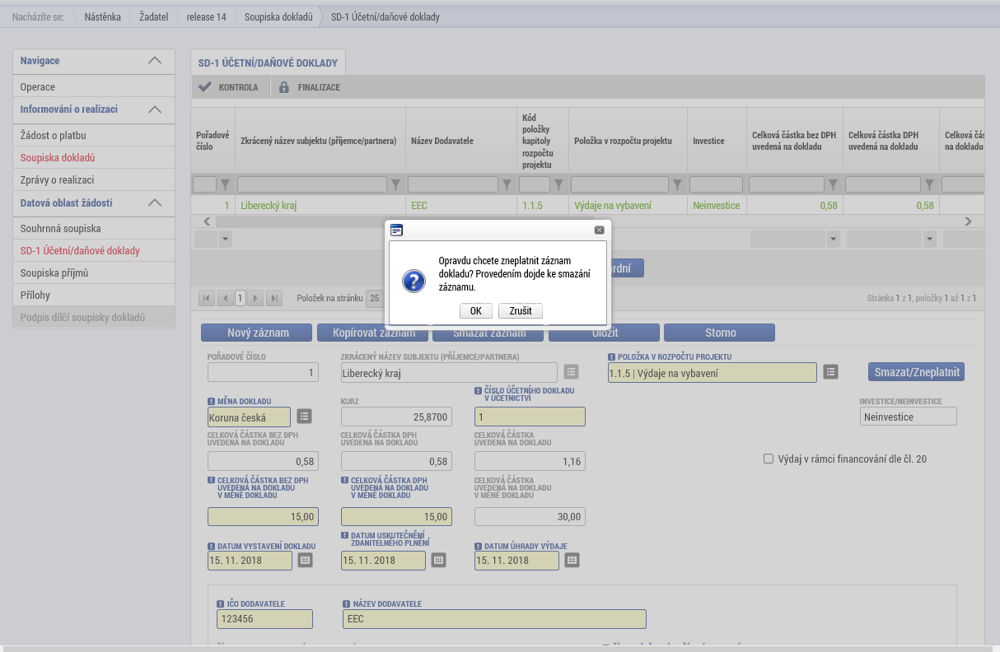 Nacházíte se: Nástěnka Žadatel release 14 Soupiska dokladů SD-1 Účetní/daňové doklady
Navigace
Operace
Informování o realizaci
Žádost o platbu
Soupiska dokladů
Zprávy o realizaci
Datová oblast žádosti
Souhrnná soupiska
SD-1 Účetní/daňové doklady
Soupiska příjmů
Přílohy
Podpis dílčí soupisky dokladů
SD-1 ÚČETNÍ/DAŇOVÉ DOKLADY
KONTROLA FINALIZACE
Pořadové
číslo
Zkrácený název subjektu (příjemce/partnera)
Název Dodavatele
Kód
položky
kapitoly
rozpočtu
projektu
Položka v rozpočtu projektu
Investice
Celková částka bez DPH
uvedená na dokladu
Celková částka DPH
uvedená na dokladu
Celková čás
na dokladu
1 Liberecký kraj EEC 1.1.5 Výdaje na vybavení Neinvestice 0,58 0,58
Opravdu chcete zneplatnit záznam
dokladu? Provedením dojde ke smazání
záznamu.
OK Zrušit
rdní
1 Položek na stránku 25
Stránka 1 z 1, položky 1 až 1 z 1
Nový záznam Kopírovat záznam Smazat záznam Uložit Storno
POŘADOVÉ ČÍSLO
1
ZKRÁCENÝ NÁZEV SUBJEKTU (PŘÍJEMCE/PARTNERA)
Liberecký kraj
POLOŽKA V ROZPOČTU PROJEKTU
1.1.5 | Výdaje na vybavení
Smazat/Zneplatnit
MĚNA DOKLADU
Koruna česká
KURZ
25,8700
ČÍSLO ÚČETNÍHO DOKLADU
V ÚČETNICTVÍ
1
INVESTICE/NEINVESTICE
Neinvestice
CELKOVÁ ČÁSTKA BEZ DPH
UVEDENÁ NA DOKLADU
0,58
CELKOVÁ ČÁSTKA DPH
UVEDENÁ NA DOKLADU
0,58
CELKOVÁ ČÁSTKA
UVEDENÁ NA DOKLADU
1,16
Výdaj v rámci financování dle čl. 20
CELKOVÁ ČÁSTKA BEZ DPH
UVEDENÁ NA DOKLADU
V MĚNĚ DOKLADU
15,00
CELKOVÁ ČÁSTKA DPH
UVEDENÁ NA DOKLADU
V MĚNĚ DOKLADU
15,00
CELKOVÁ ČÁSTKA
UVEDENÁ NA DOKLADU
V MĚNĚ DOKLADU
30,00
DATUM VYSTAVENÍ DOKLADU
15. 11. 2018
DATUM USKUTEČNĚNÍ
ZDANITELNÉHO PLNĚNÍ
15. 11. 2018
DATUM ÚHRADY VÝDAJE
15. 11. 2018
IČO DODAVATELE
123456
NÁZEV DODAVATELE
EEC